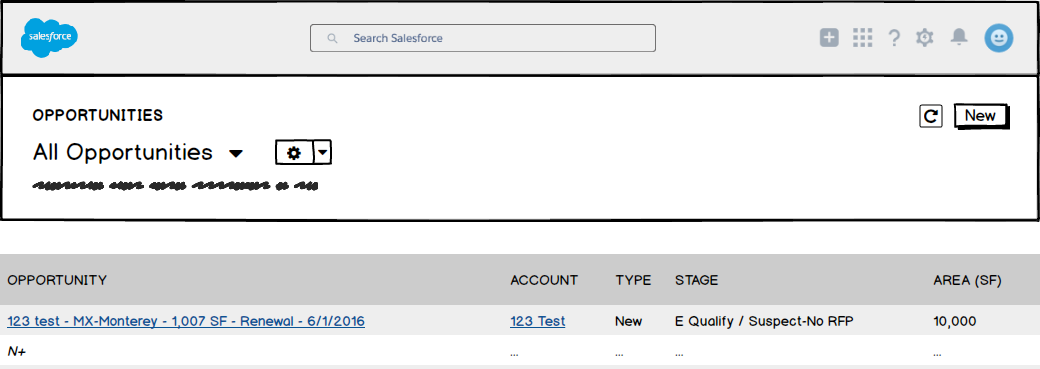 salesforce
Search Salesforce
OPPORTUNITIES
New
All Opportunities
OPPORTUNITY ACCOUNT TYPE STAGE AREA (SF)
123 test - MX-Monterey - 1,007 SF - Renewal - 6/1/2016 123 Test New E Qualify / Suspect-No RFP 10,000
N+ ... ... ... ...